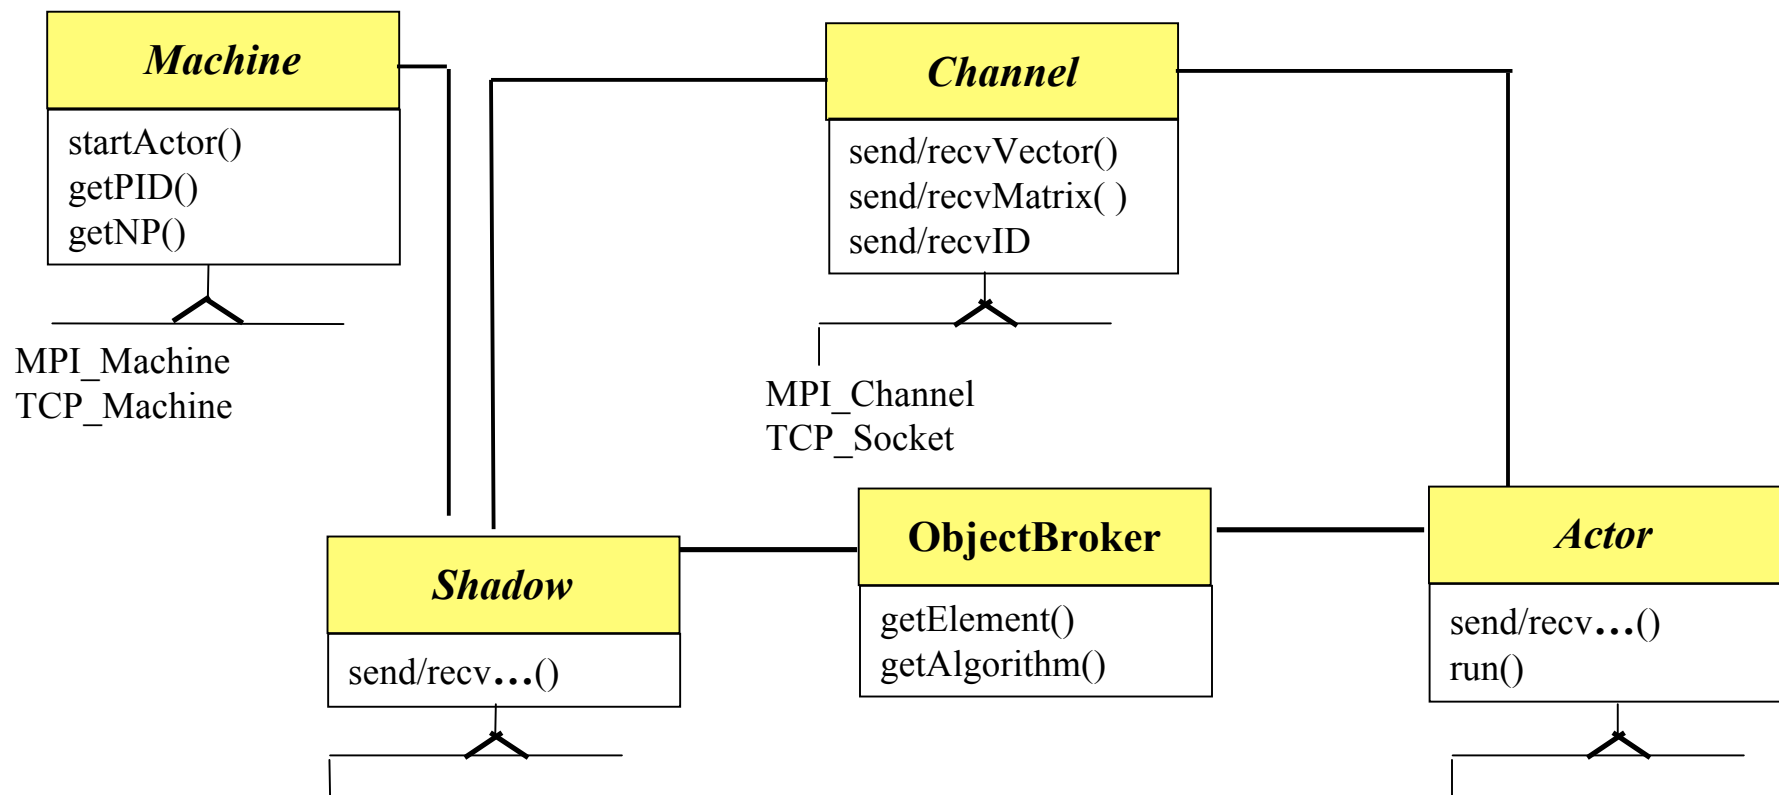 Machine
startActor()
getPID()
getNP()
MPI_Machine
TCP_Machine
Channel
send/recvVector()
send/recvMatrix( )
send/recvID
MPI_Channel
TCP_Socket
Shadow
send/recv...()
ObjectBroker
getElement()
getAlgorithm()
Actor
send/recv...()
run()